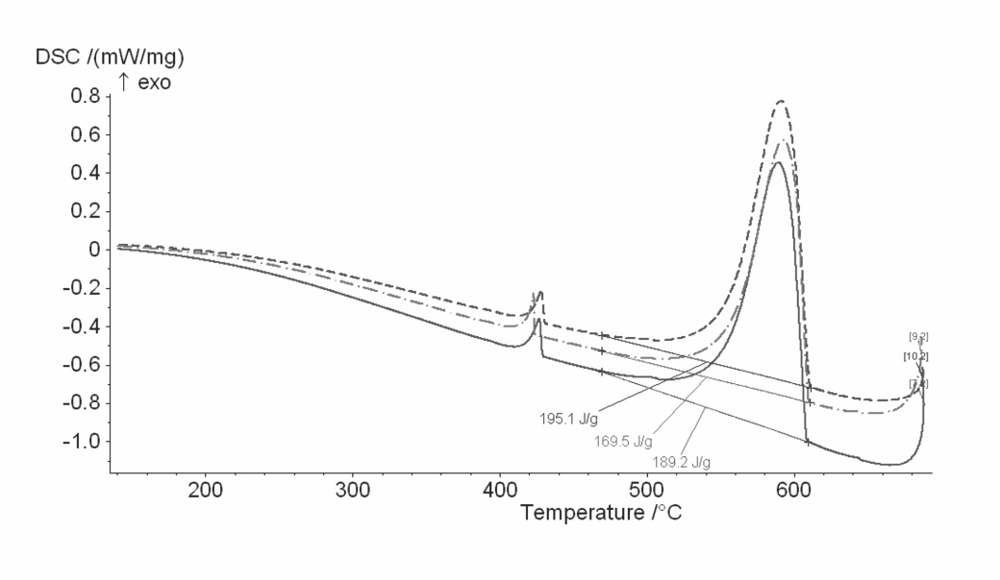 DSC /(mW/mg)
↑ exo
0.8
0.6
0.4
0.2
0
-0.2
-0.4
-0.6
-0.8
-1.0
[9.2]
[10.2]
195.1 J/g
169.5 J/g
189.2 J/g
200 300 400 500 600
Temperature /°C